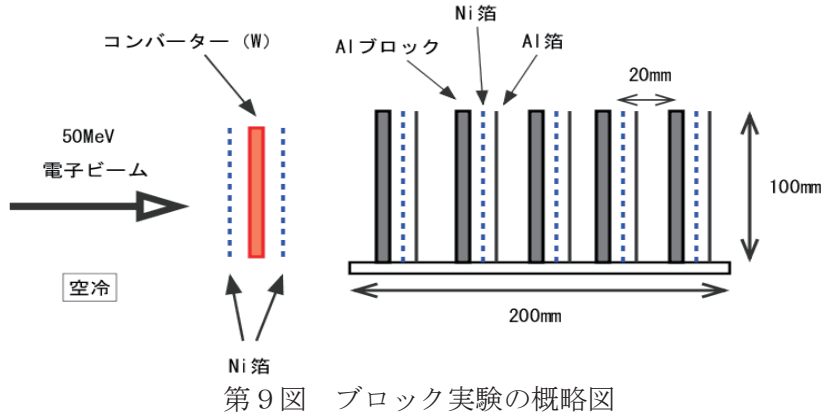 コンバーター（W）
Alブロック
Ni箔
Al箔
20mm
50MeV
電子ビーム
100mm
空冷
200mm
Ni箔
第９図　ブロック実験の概略図